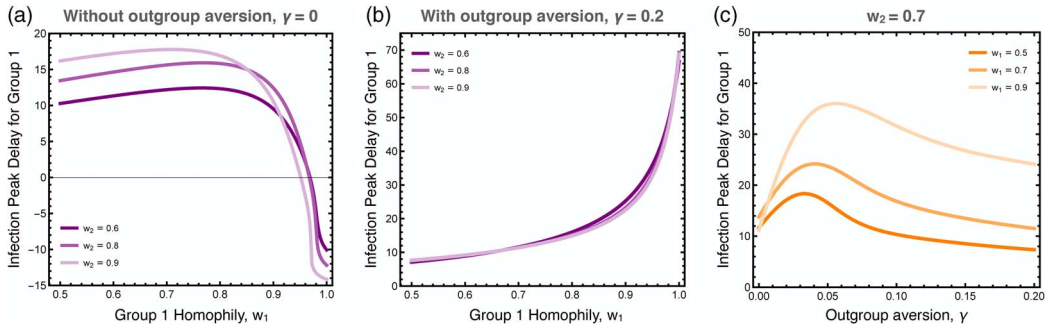 (a) Without outgroup aversion, γ = 0
Infection Peak Delay for Group 1
20
15
10
5
0
-5
-10
-15
w₂ = 0.6
w₂ = 0.8
w₂ = 0.9
0.5 0.6 0.7 0.8 0.9 1.0
Group 1 Homophily, w₁
(b) With outgroup aversion, γ = 0.2
Infection Peak Delay for Group 1
70
60
50
40
30
20
10
0
w₂ = 0.6
w₂ = 0.8
w₂ = 0.9
0.5 0.6 0.7 0.8 0.9 1.0
Group 1 Homophily, w₁
(c) w₂ = 0.7
Infection Peak Delay for Group 1
50
40
30
20
10
0
w₁ = 0.5
w₁ = 0.7
w₁ = 0.9
0.00 0.05 0.10 0.15 0.20
Outgroup aversion, γ